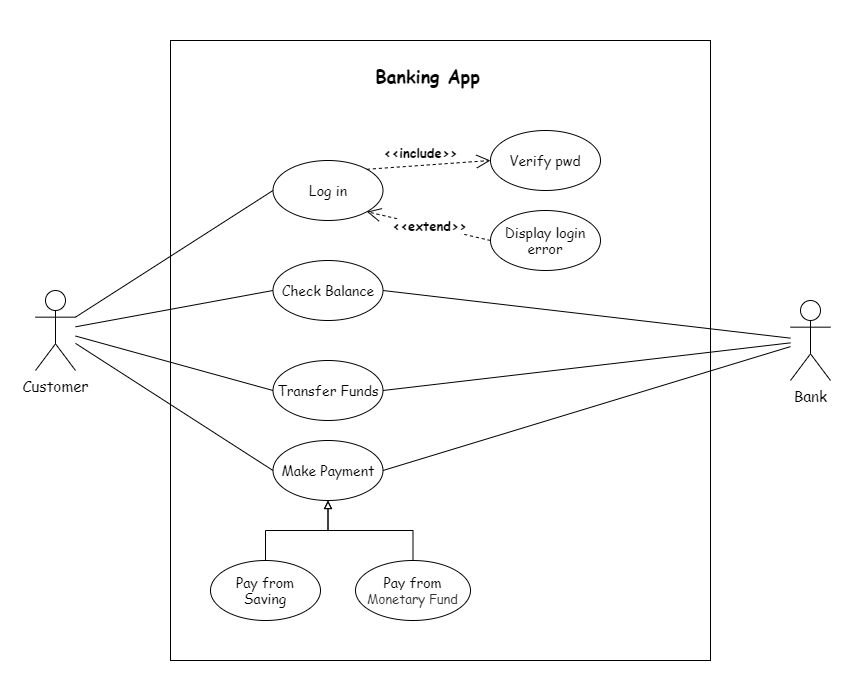 Banking App
<<include>>
Verify pwd
Log in
<<extend>>
Display login
error
Check Balance
Customer
Bank
Transfer Funds
Make Payment
Pay from
Saving
Pay from
Monetary Fund